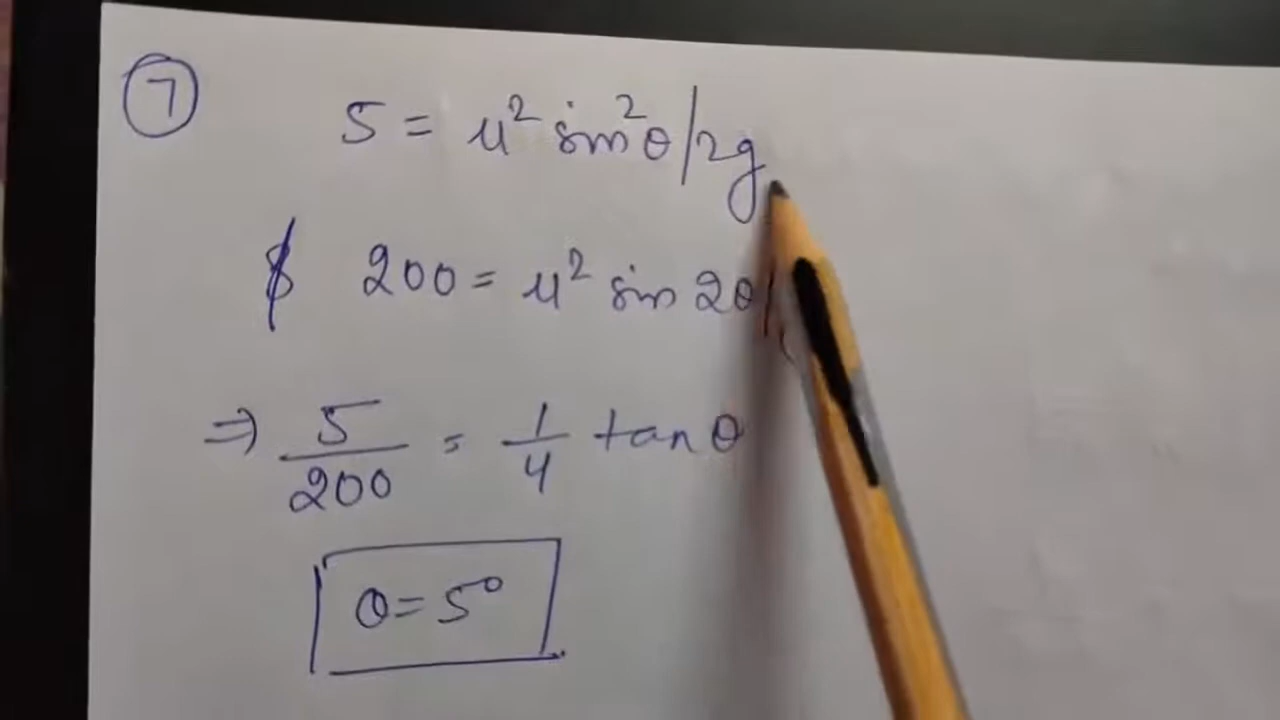 7
5 = u² sin²θ/2g
200 = u² sin 2θ/
⇒ 5/200 = 1/4 tan θ
θ = 5°